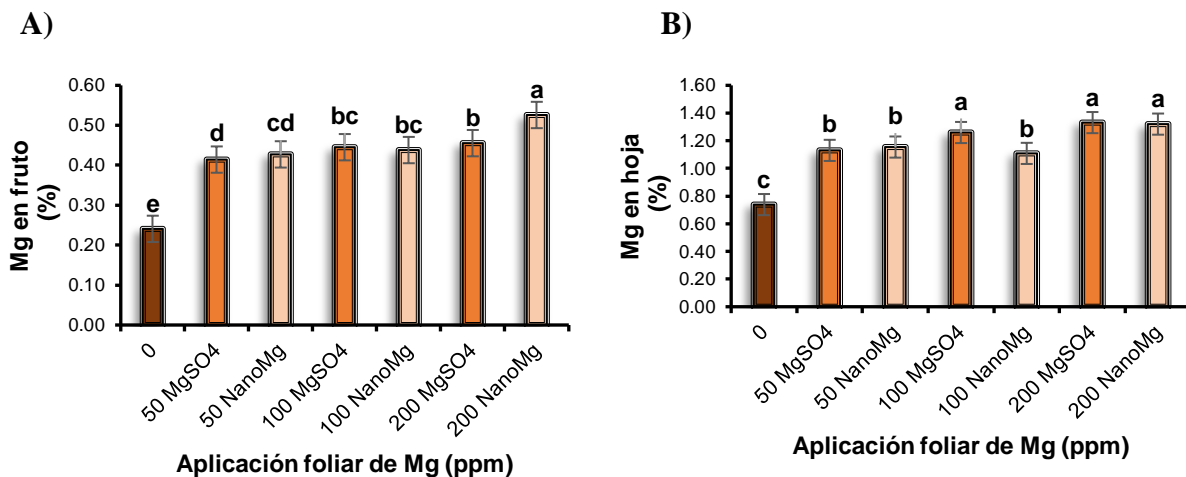 A)
Mg en fruto
(%)
0.60
0.50
0.40
0.30
0.20
0.10
0.00
e
d
cd
bc
bc
b
a
0
50 MgSO4
50 NanoMg
100 MgSO4
100 NanoMg
200 MgSO4
200 NanoMg
Aplicación foliar de Mg (ppm)
B)
Mg en hoja
(%)
1.60
1.40
1.20
1.00
0.80
0.60
0.40
0.20
0.00
c
b
b
a
b
a
a
0
50 MgSO4
50 NanoMg
100 MgSO4
100 NanoMg
200 MgSO4
200 NanoMg
Aplicación foliar de Mg (ppm)